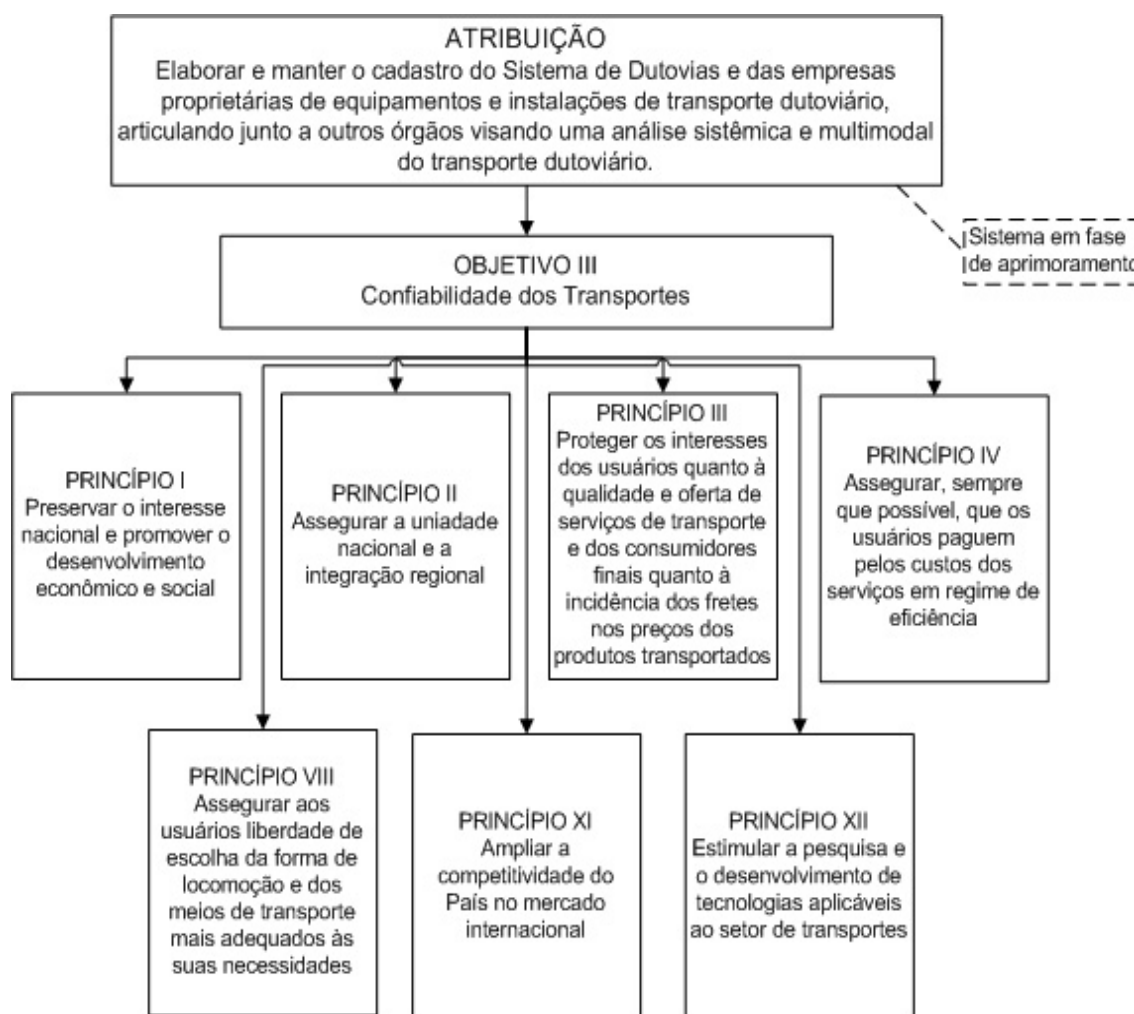 ATRIBUIÇÃO
Elaborar e manter o cadastro do Sistema de Dutovias e das empresas
proprietárias de equipamentos e instalações de transporte dutoviário,
articulando junto a outros órgãos visando uma análise sistêmica e multimodal
do transporte dutoviário.
Sistema em fase
de aprimoramento
OBJETIVO III
Confiabilidade dos Transportes
PRINCÍPIO I
Preservar o interesse
nacional e promover o
desenvolvimento
econômico e social
PRINCÍPIO II
Assegurar a uniadade
nacional e a
integração regional
PRINCÍPIO III
Proteger os interesses
dos usuários quanto à
qualidade e oferta de
serviços de transporte
e dos consumidores
finais quanto à
incidência dos fretes
nos preços dos
produtos transportados
PRINCÍPIO IV
Assegurar, sempre
que possível, que os
usuários paguem
pelos custos dos
serviços em regime de
eficiência
PRINCÍPIO VIII
Assegurar aos
usuários liberdade de
escolha da forma de
locomoção e dos
meios de transporte
mais adequados às
suas necessidades
PRINCÍPIO XI
Ampliar a
competitividade do
País no mercado
internacional
PRINCÍPIO XII
Estimular a pesquisa e
o desenvolvimento de
tecnologias aplicáveis
ao setor de transportes